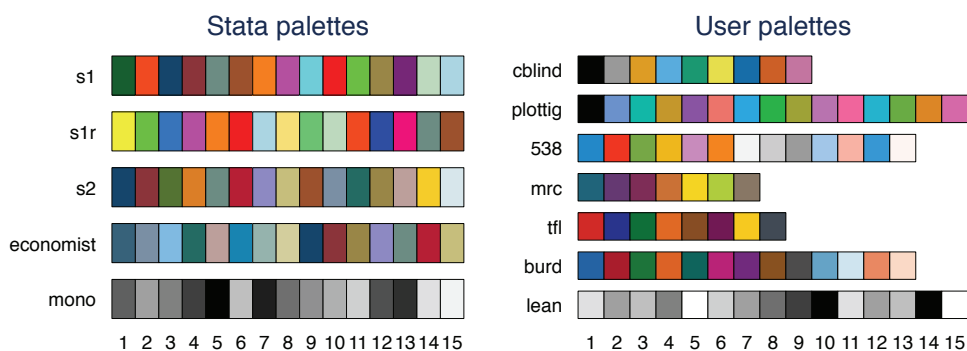 Stata palettes
s1
s1r
s2
economist
mono
1 2 3 4 5 6 7 8 9 10 11 12 13 14 15
User palettes
cblind
plottig
538
mrc
tfl
burd
lean
1 2 3 4 5 6 7 8 9 10 11 12 13 14 15